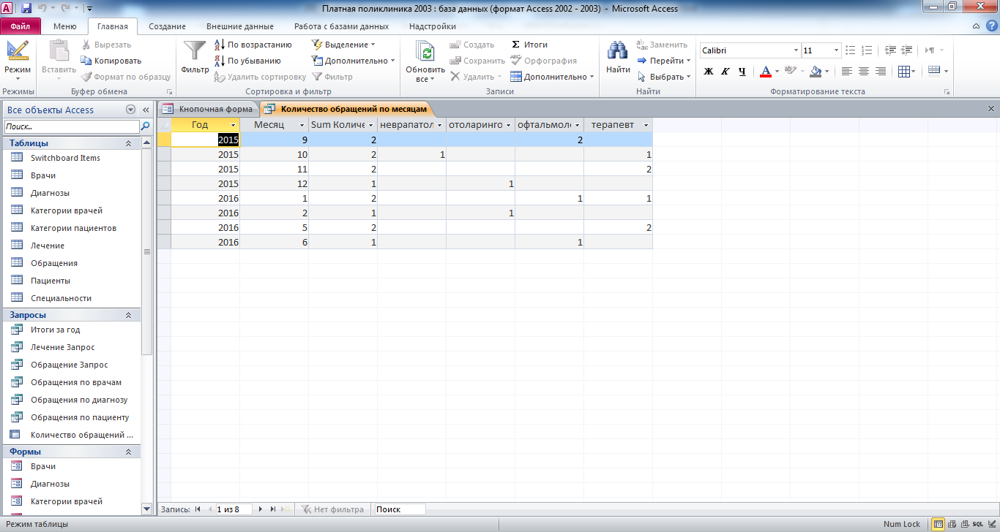 Платная поликлиника 2003 : база данных (формат Access 2002 - 2003) - Microsoft Access
Файл Меню Главная Создание Внешние данные Работа с базами данных Надстройки
Режим
Режимы
Вставить
Вырезать
Копировать
Формат по образцу
Буфер обмена
Фильтр
По возрастанию
По убыванию
Удалить сортировку
Выделение
Дополнительно
Фильтр
Сортировка и фильтр
Обновить
все
Создать
Сохранить
Удалить
Итоги
Орфография
Дополнительно
Записи
Найти
Заменить
Перейти
Выбрать
Найти
Calibri 11
Ж К Ч
Форматирование текста
Все объекты Access
Поиск...
Таблицы
Switchboard Items
Врачи
Диагнозы
Категории врачей
Категории пациентов
Лечение
Обращения
Пациенты
Специальности
Запросы
Итоги за год
Лечение Запрос
Обращение Запрос
Обращения по врачам
Обращения по диагнозу
Обращения по пациенту
Количество обращений ...
Формы
Врачи
Диагнозы
Категории врачей
Кнопочная форма Количество обращений по месяцам
Год Месяц Sum Количе неврапатол отоларинго офтальмоло терапевт
2015 9 2 2
2015 10 2 1 1
2015 11 2 2
2015 12 1 1
2016 1 2 1 1
2016 2 1 1
2016 5 2 2
2016 6 1 1
Запись: 1 из 8 Нет фильтра Поиск
Режим таблицы Num Lock SQL